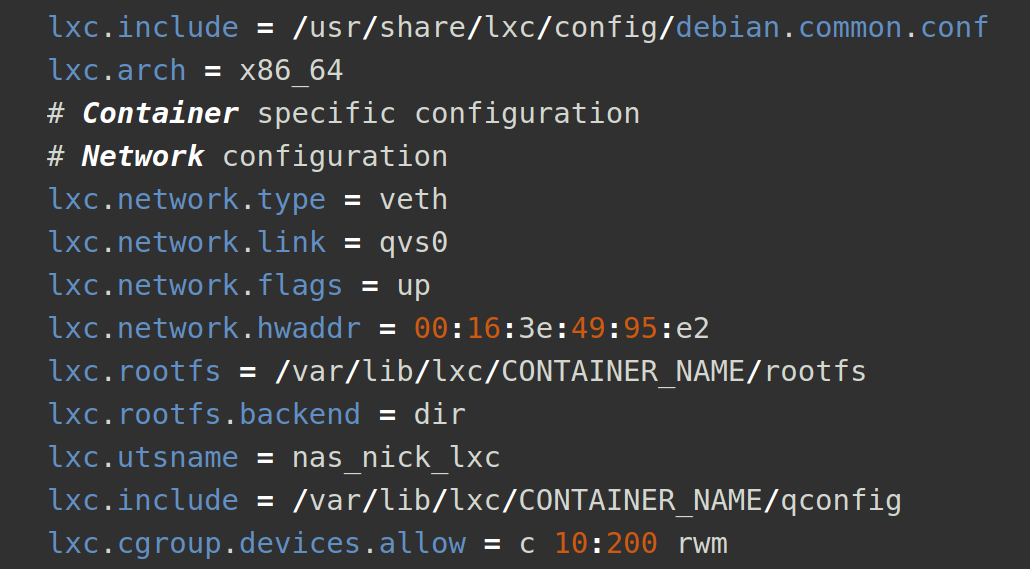 lxc.include = /usr/share/lxc/config/debian.common.conf
lxc.arch = x86_64
# Container specific configuration
# Network configuration
lxc.network.type = veth
lxc.network.link = qvs0
lxc.network.flags = up
lxc.network.hwaddr = 00:16:3e:49:95:e2
lxc.rootfs = /var/lib/lxc/CONTAINER_NAME/rootfs
lxc.rootfs.backend = dir
lxc.utsname = nas_nick_lxc
lxc.include = /var/lib/lxc/CONTAINER_NAME/qconfig
lxc.cgroup.devices.allow = c 10:200 rwm